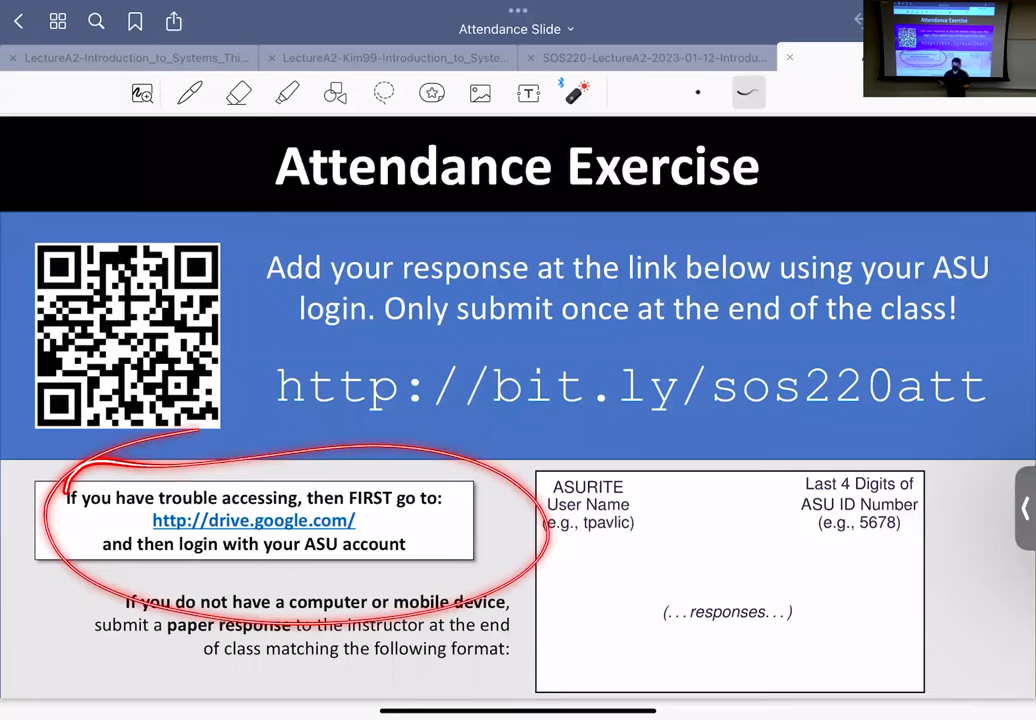 Attendance Slide
LectureA2-Introduction_to_Systems_Thi...
LectureA2-Kim99-Introduction_to_Syste...
SOS220-LectureA2-2023-01-12-Introdu...
Attendance Exercise
Add your response at the link below using your ASU
login. Only submit once at the end of the class!
http://bit.ly/sos220att
If you have trouble accessing, then FIRST go to:
http://drive.google.com/
and then login with your ASU account
If you do not have a computer or mobile device,
submit a paper response to the instructor at the end
of class matching the following format:
ASURITE
User Name
(e.g., tpavlic)
Last 4 Digits of
ASU ID Number
(e.g., 5678)
(...responses...)